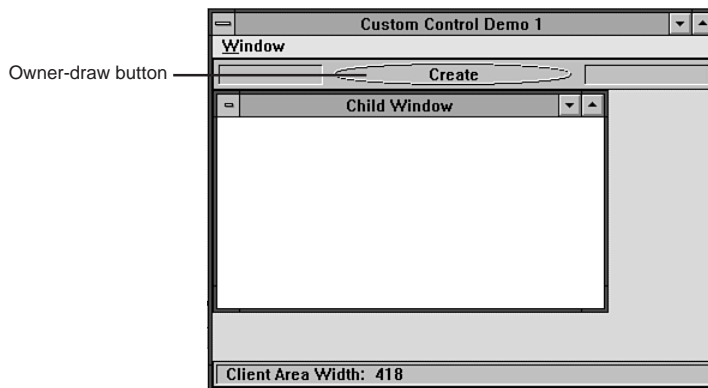 Custom Control Demo 1
Window
Owner-draw button
Create
Child Window
Client Area Width: 418